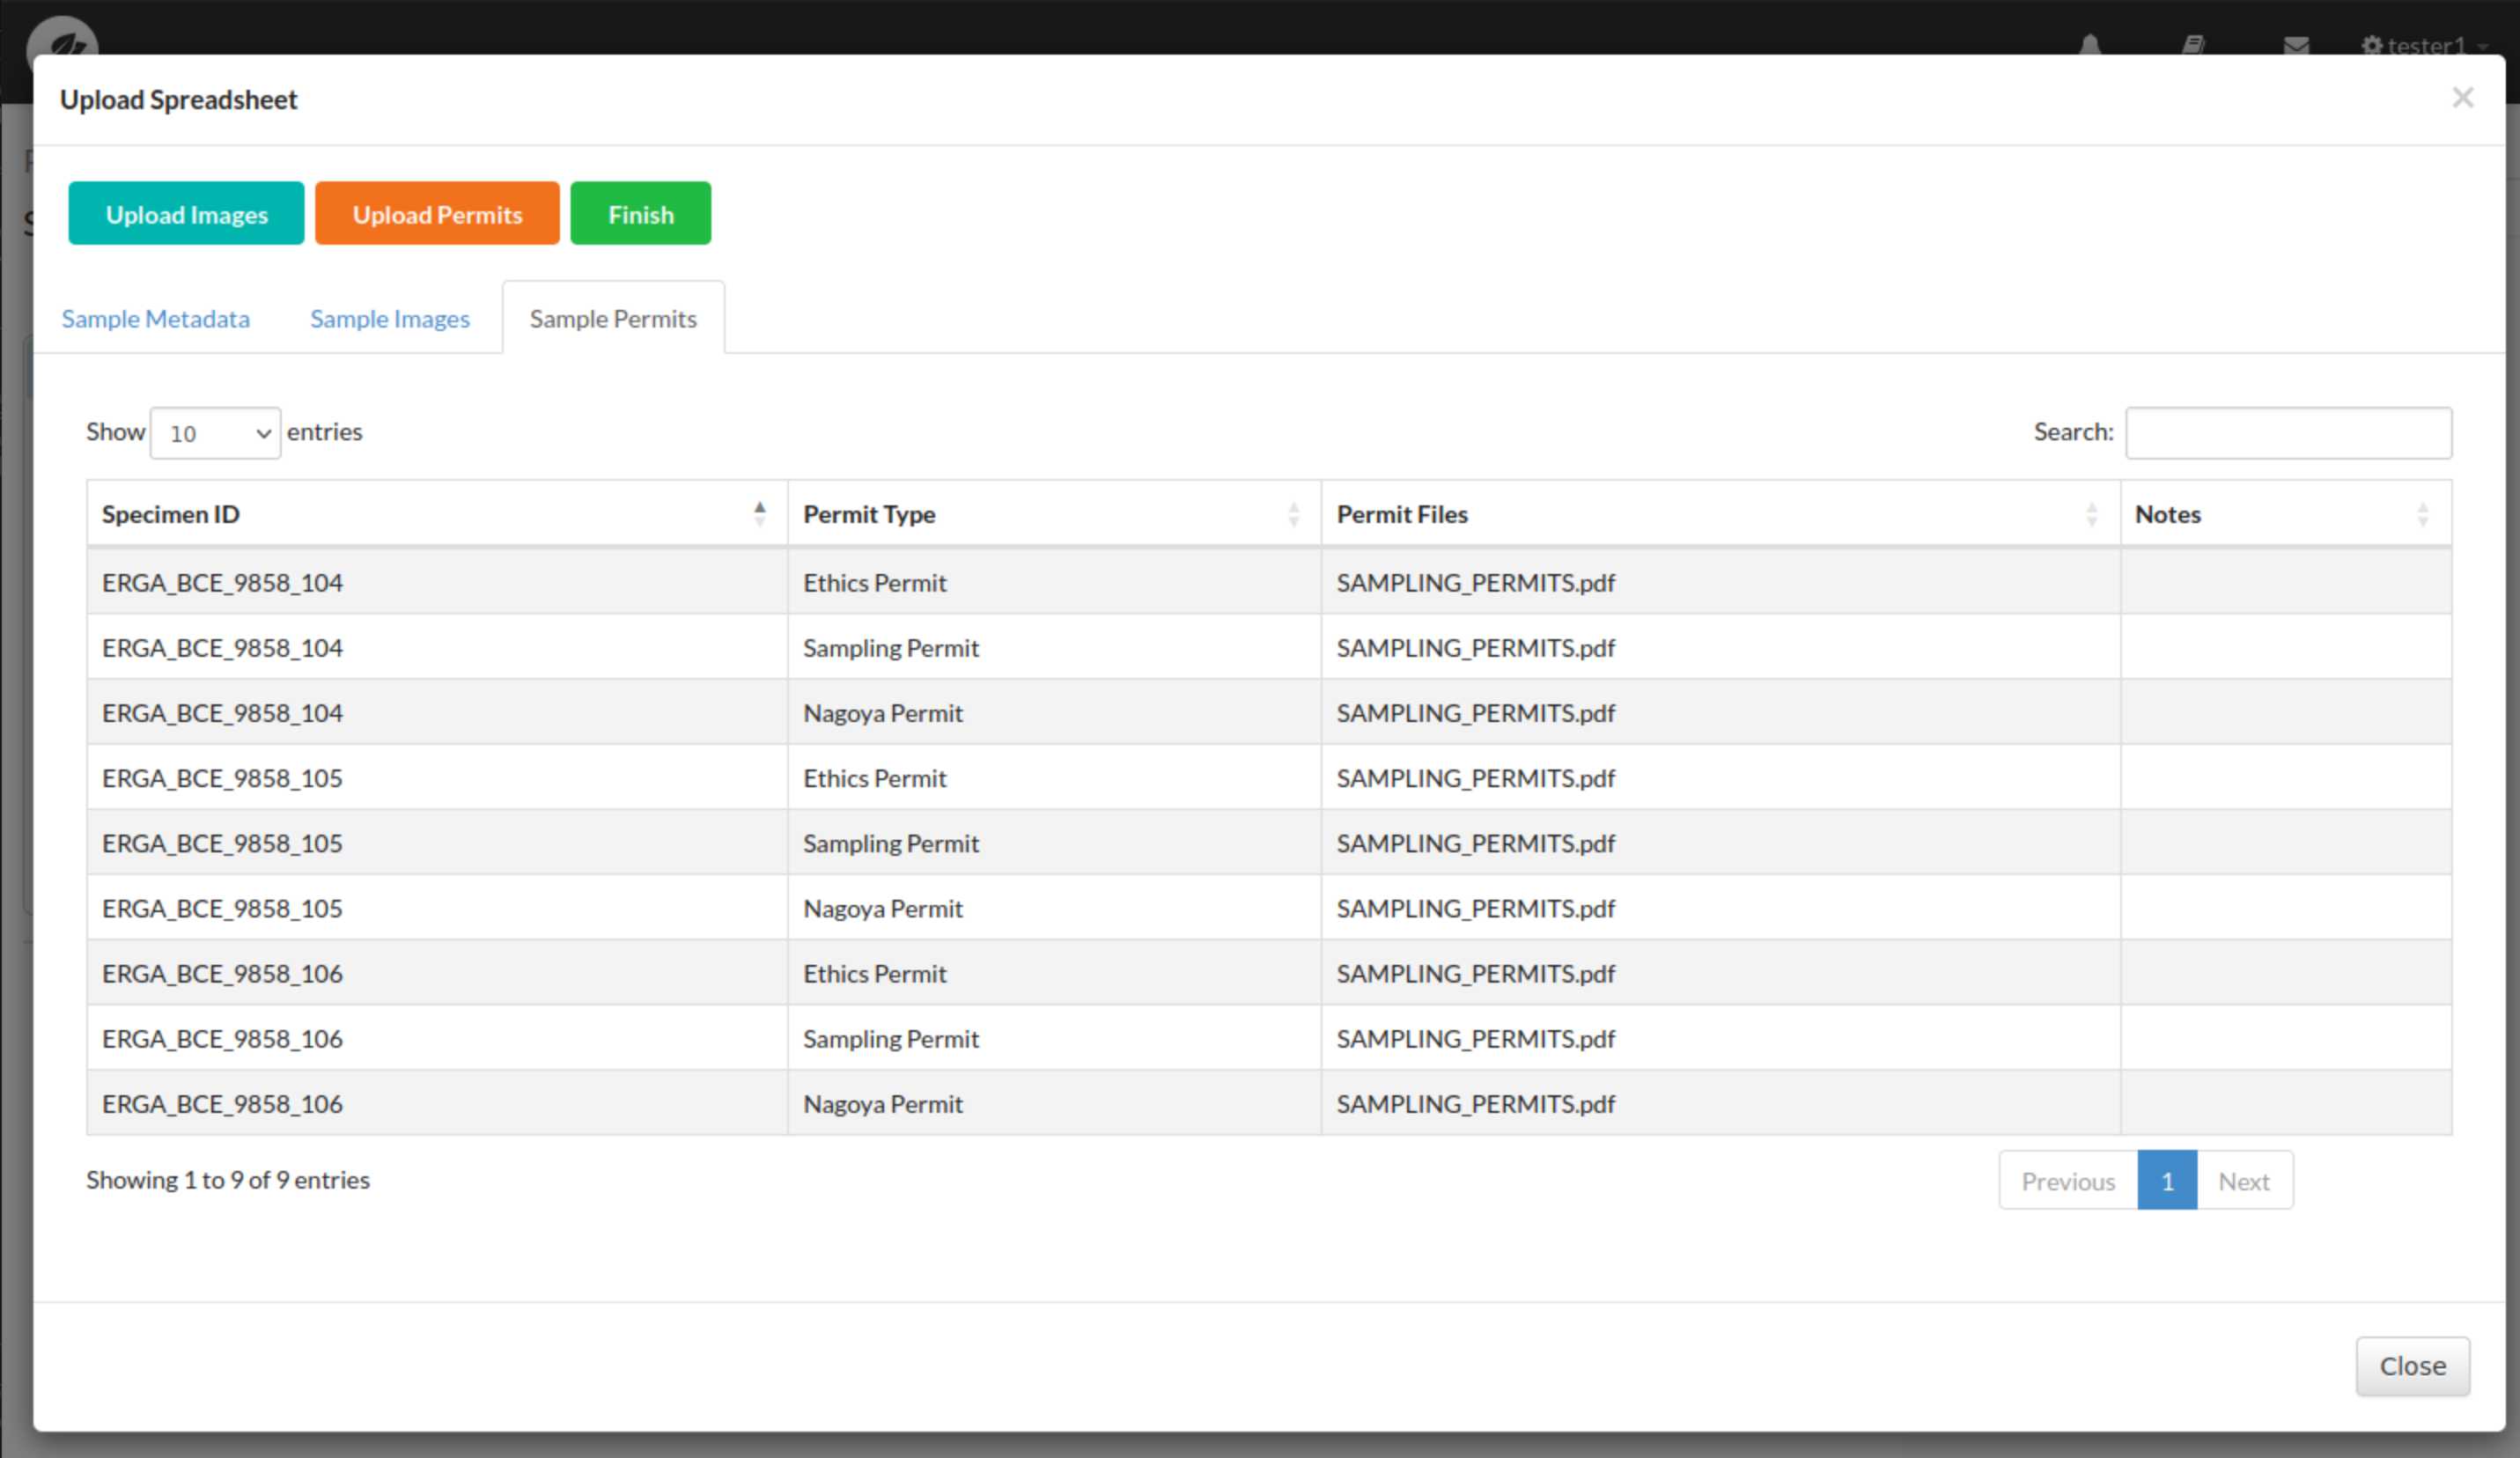 tester1
Upload Spreadsheet ×
Upload Images Upload Permits Finish
Sample Metadata Sample Images Sample Permits
Show 10 entries Search:
Specimen ID Permit Type Permit Files Notes
ERGA_BCE_9858_104 Ethics Permit SAMPLING_PERMITS.pdf
ERGA_BCE_9858_104 Sampling Permit SAMPLING_PERMITS.pdf
ERGA_BCE_9858_104 Nagoya Permit SAMPLING_PERMITS.pdf
ERGA_BCE_9858_105 Ethics Permit SAMPLING_PERMITS.pdf
ERGA_BCE_9858_105 Sampling Permit SAMPLING_PERMITS.pdf
ERGA_BCE_9858_105 Nagoya Permit SAMPLING_PERMITS.pdf
ERGA_BCE_9858_106 Ethics Permit SAMPLING_PERMITS.pdf
ERGA_BCE_9858_106 Sampling Permit SAMPLING_PERMITS.pdf
ERGA_BCE_9858_106 Nagoya Permit SAMPLING_PERMITS.pdf
Showing 1 to 9 of 9 entries Previous 1 Next
Close